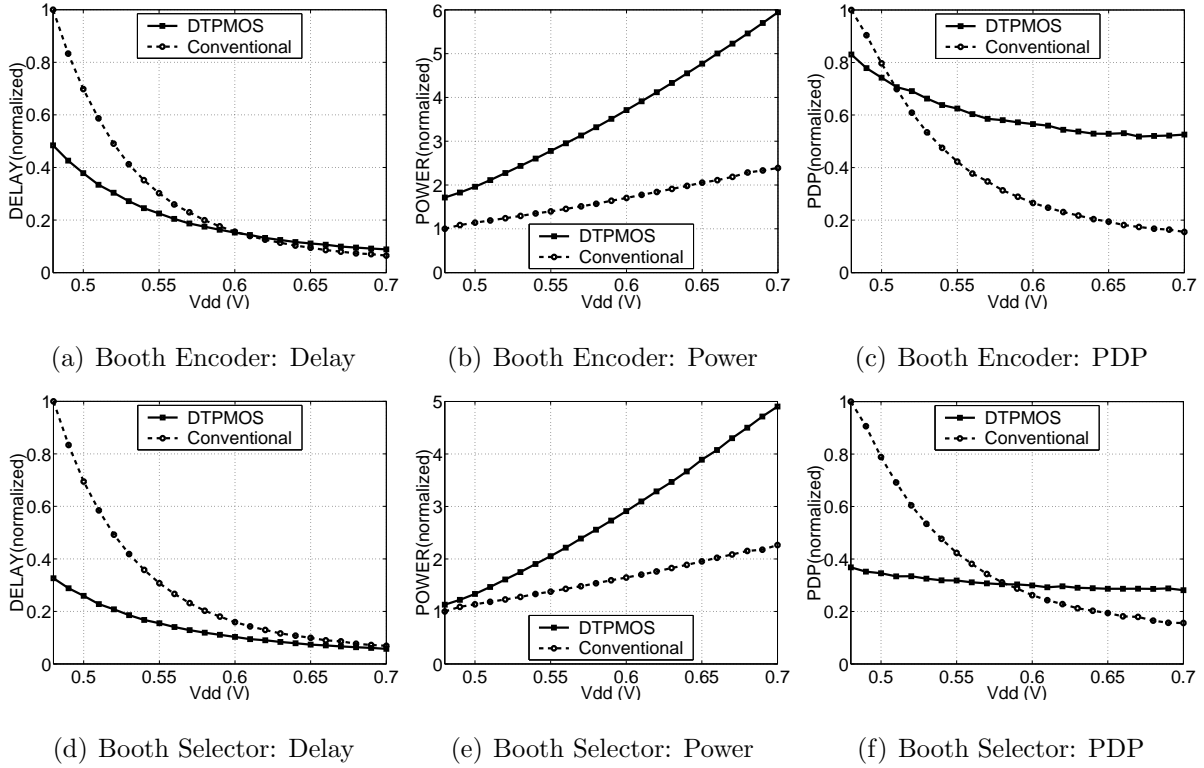 1
0.8
0.6
0.4
0.2
0
0.5 0.55 0.6 0.65 0.7
Vdd (V)
DELAY(normalized)
DTPMOS
Conventional
(a) Booth Encoder: Delay
6
5
4
3
2
1
0
0.5 0.55 0.6 0.65 0.7
Vdd (V)
POWER(normalized)
DTPMOS
Conventional
(b) Booth Encoder: Power
1
0.8
0.6
0.4
0.2
0
0.5 0.55 0.6 0.65 0.7
Vdd (V)
PDP(normalized)
DTPMOS
Conventional
(c) Booth Encoder: PDP
1
0.8
0.6
0.4
0.2
0
0.5 0.55 0.6 0.65 0.7
Vdd (V)
DELAY(normalized)
DTPMOS
Conventional
(d) Booth Selector: Delay
5
4
3
2
1
0
0.5 0.55 0.6 0.65 0.7
Vdd (V)
POWER(normalized)
DTPMOS
Conventional
(e) Booth Selector: Power
1
0.8
0.6
0.4
0.2
0
0.5 0.55 0.6 0.65 0.7
Vdd (V)
PDP(normalized)
DTPMOS
Conventional
(f) Booth Selector: PDP